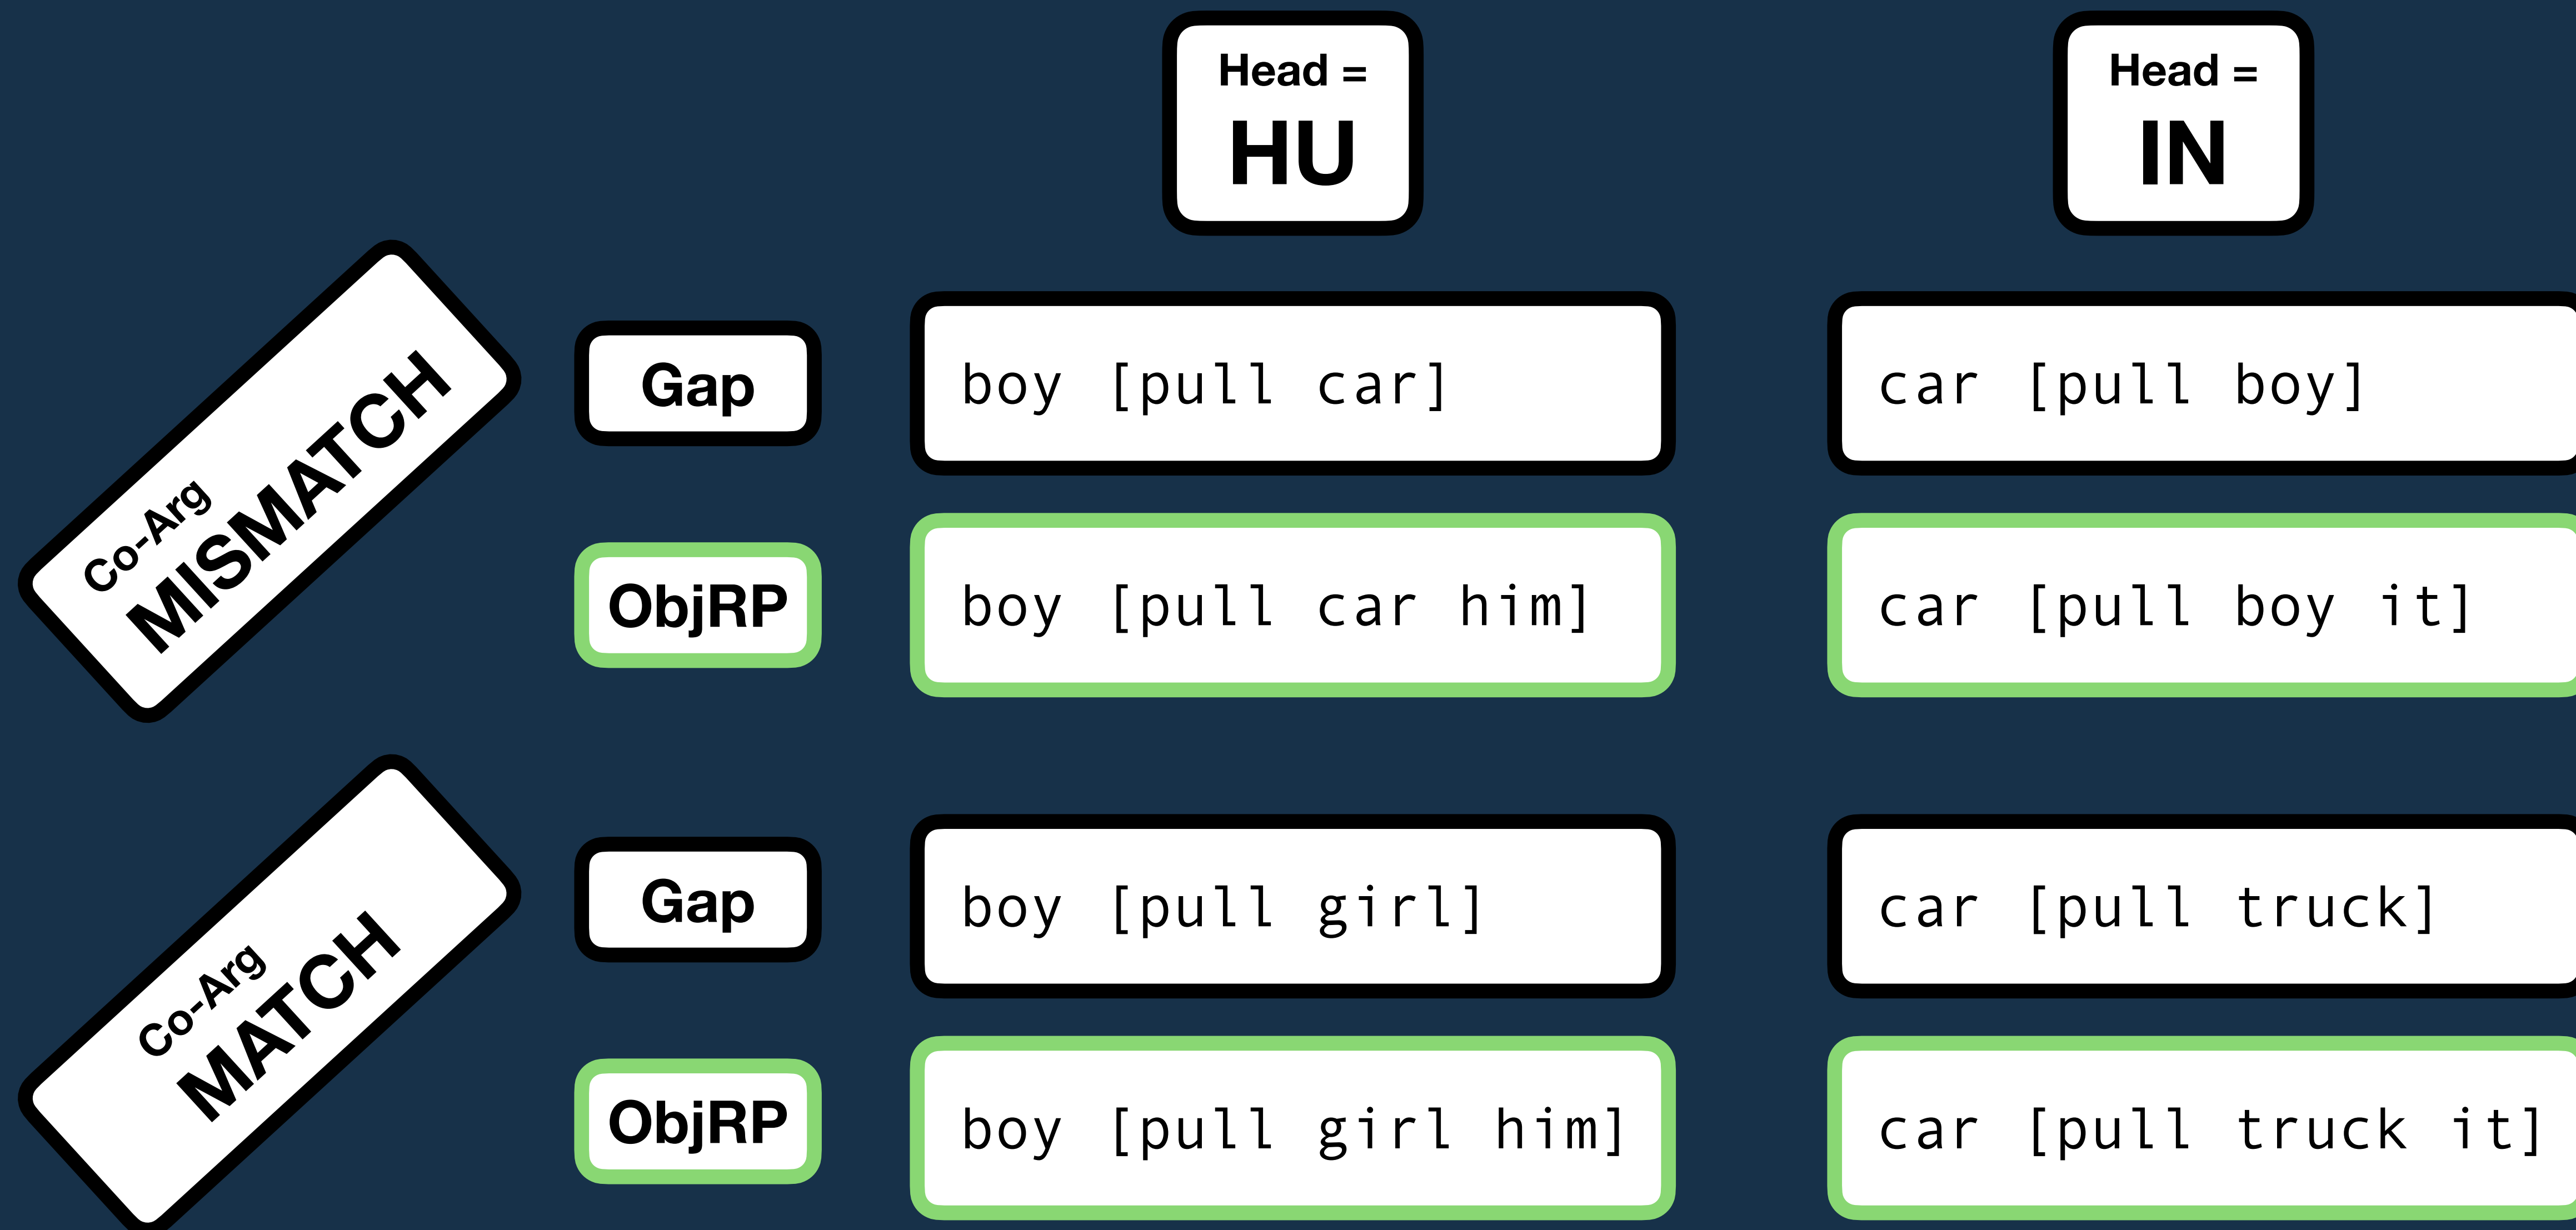 Head =
HU
Head =
IN
Co-Arg
MISMATCH
Gap
boy [pull car]
car [pull boy]
ObjRP
boy [pull car him]
car [pull boy it]
Co-Arg
MATCH
Gap
boy [pull girl]
car [pull truck]
ObjRP
boy [pull girl him]
car [pull truck it]